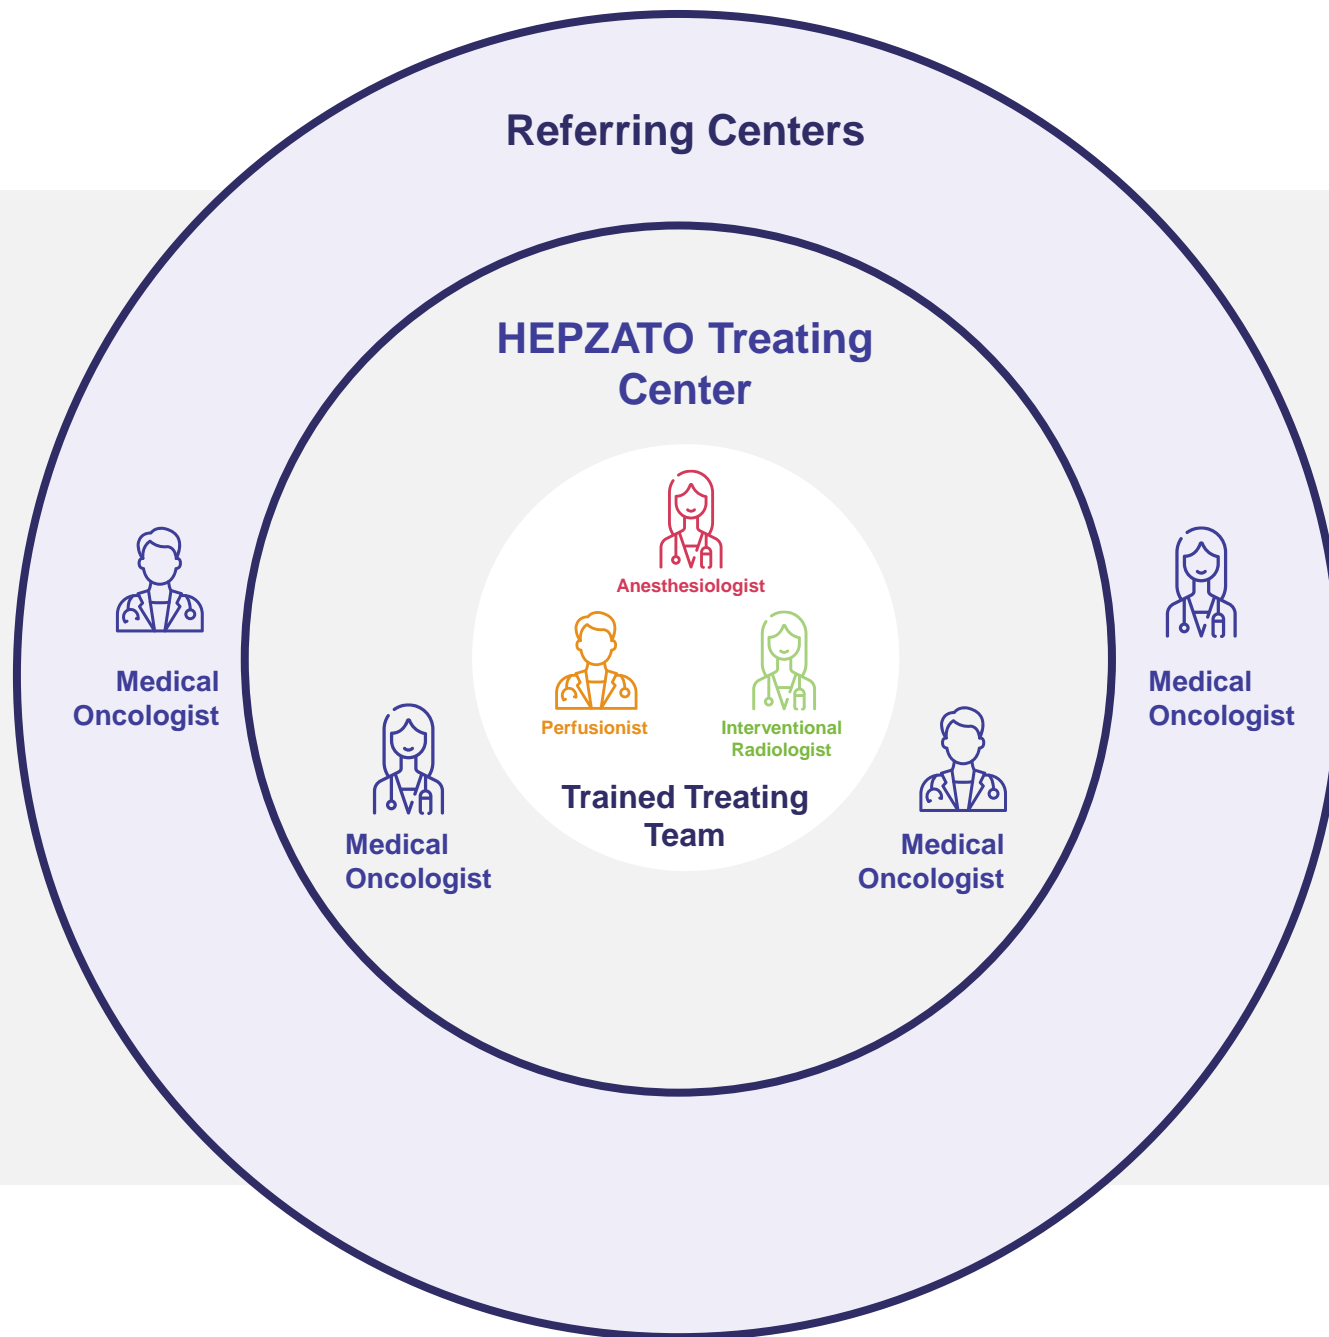 Referring Centers
HEPZATO Treating
Center
Anesthesiologist
Perfusionist
Interventional
Radiologist
Trained Treating
Team
Medical
Oncologist
Medical
Oncologist
Medical
Oncologist
Medical
Oncologist